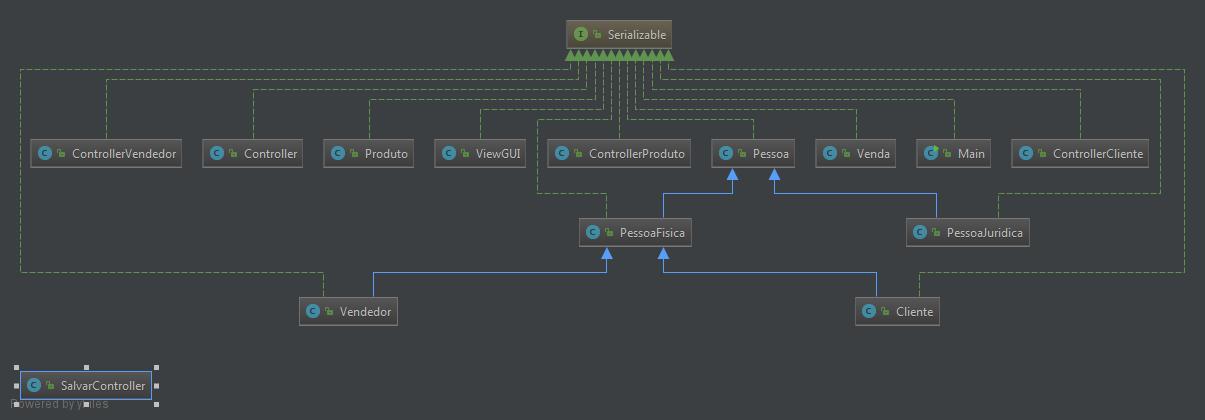 Serializable
ControllerVendedor
Controller
Produto
ViewGUI
ControllerProduto
Pessoa
Venda
Main
ControllerCliente
PessoaFisica
PessoaJuridica
Vendedor
Cliente
SalvarController
Powered by yFiles